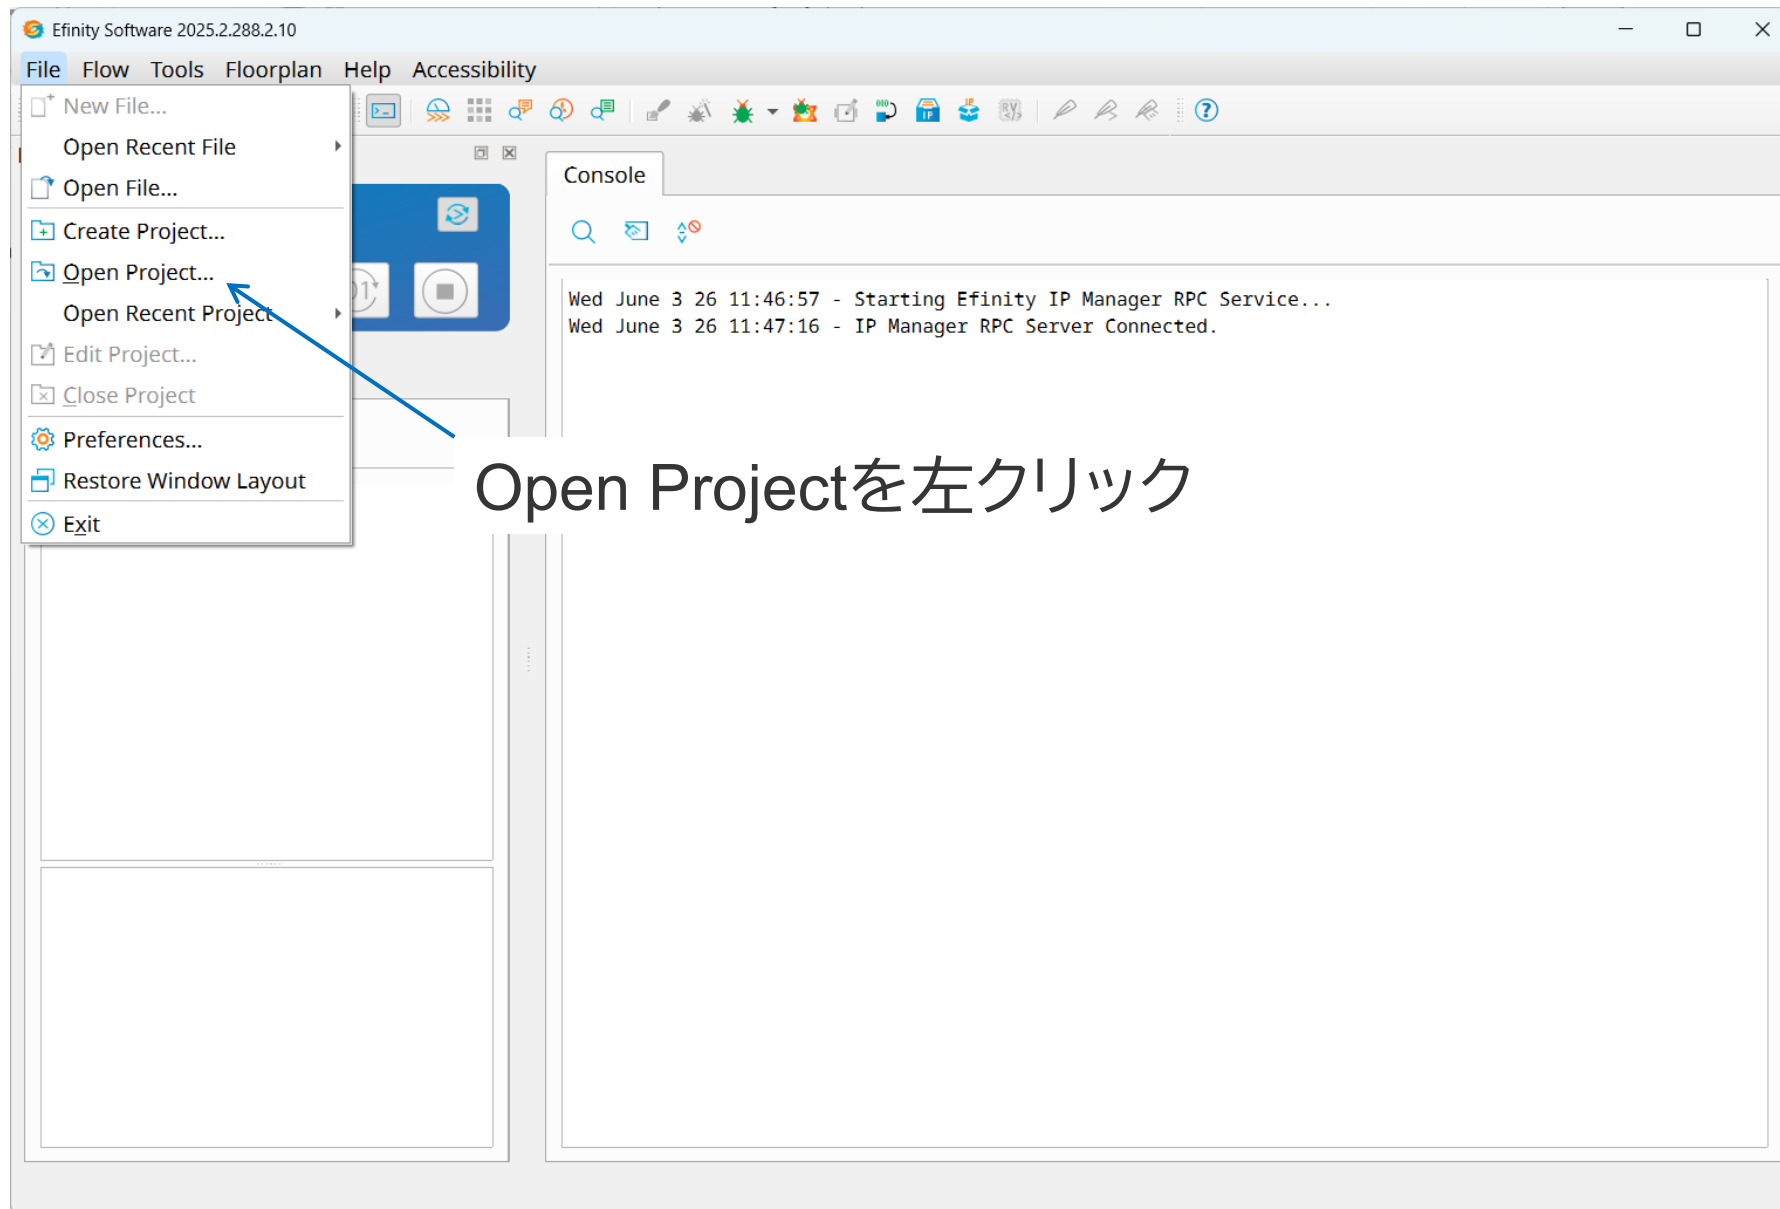 Efinity Software 2025.2.288.2.10
File Flow Tools Floorplan Help Accessibility
New File...
Open Recent File
Open File...
Create Project...
Open Project...
Open Recent Project
Edit Project...
Close Project
Preferences...
Restore Window Layout
Exit
Console
Wed June 3 26 11:46:57 - Starting Efinity IP Manager RPC Service...
Wed June 3 26 11:47:16 - IP Manager RPC Server Connected.
Open Projectを左クリック